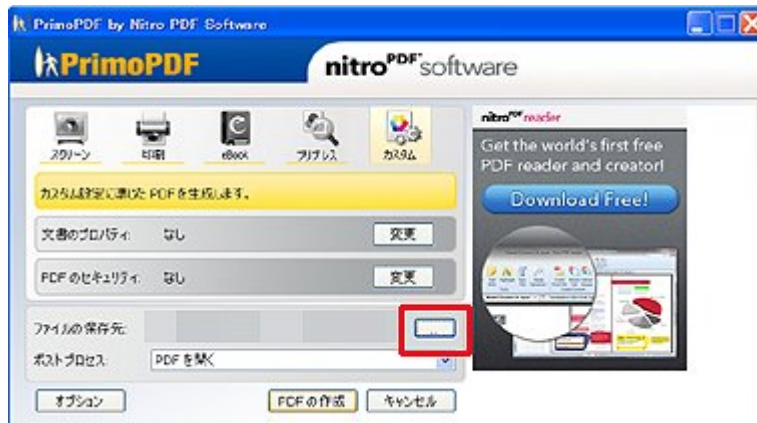 PrimoPDF by Nitro PDF Software
PrimoPDF
nitroPDF software
スクリーン
印刷
eBook
プリプレス
カスタム
カスタム設定に準じた PDF を生成します。
文書のプロパティ: なし
変更
PDF のセキュリティ: なし
変更
ファイルの保存先:
...
ポストプロセス: PDF を開く
オプション
PDF の作成
キャンセル
nitroPDF reader
Get the world's first free
PDF reader and creator!
Download Free!